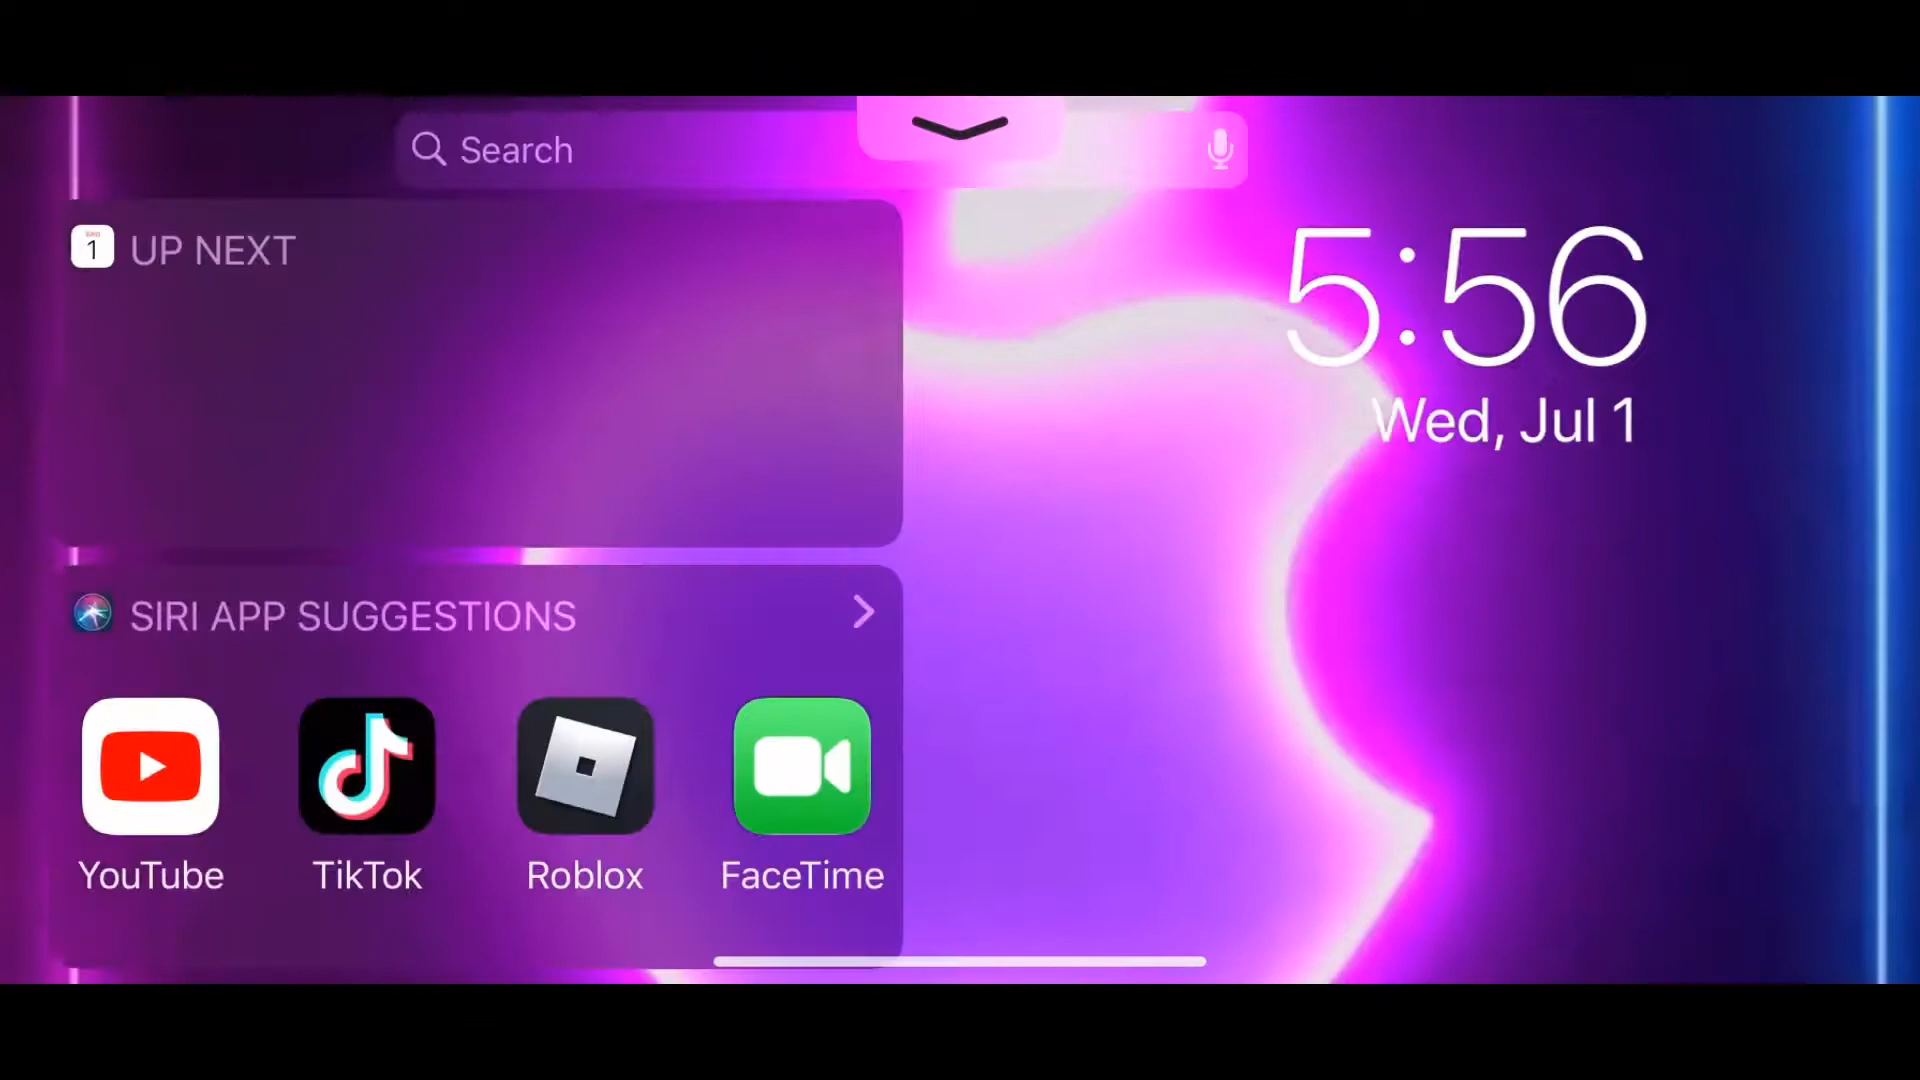 Search
1
UP NEXT
5:56
Wed, Jul 1
SIRI APP SUGGESTIONS
YouTube
TikTok
Roblox
FaceTime